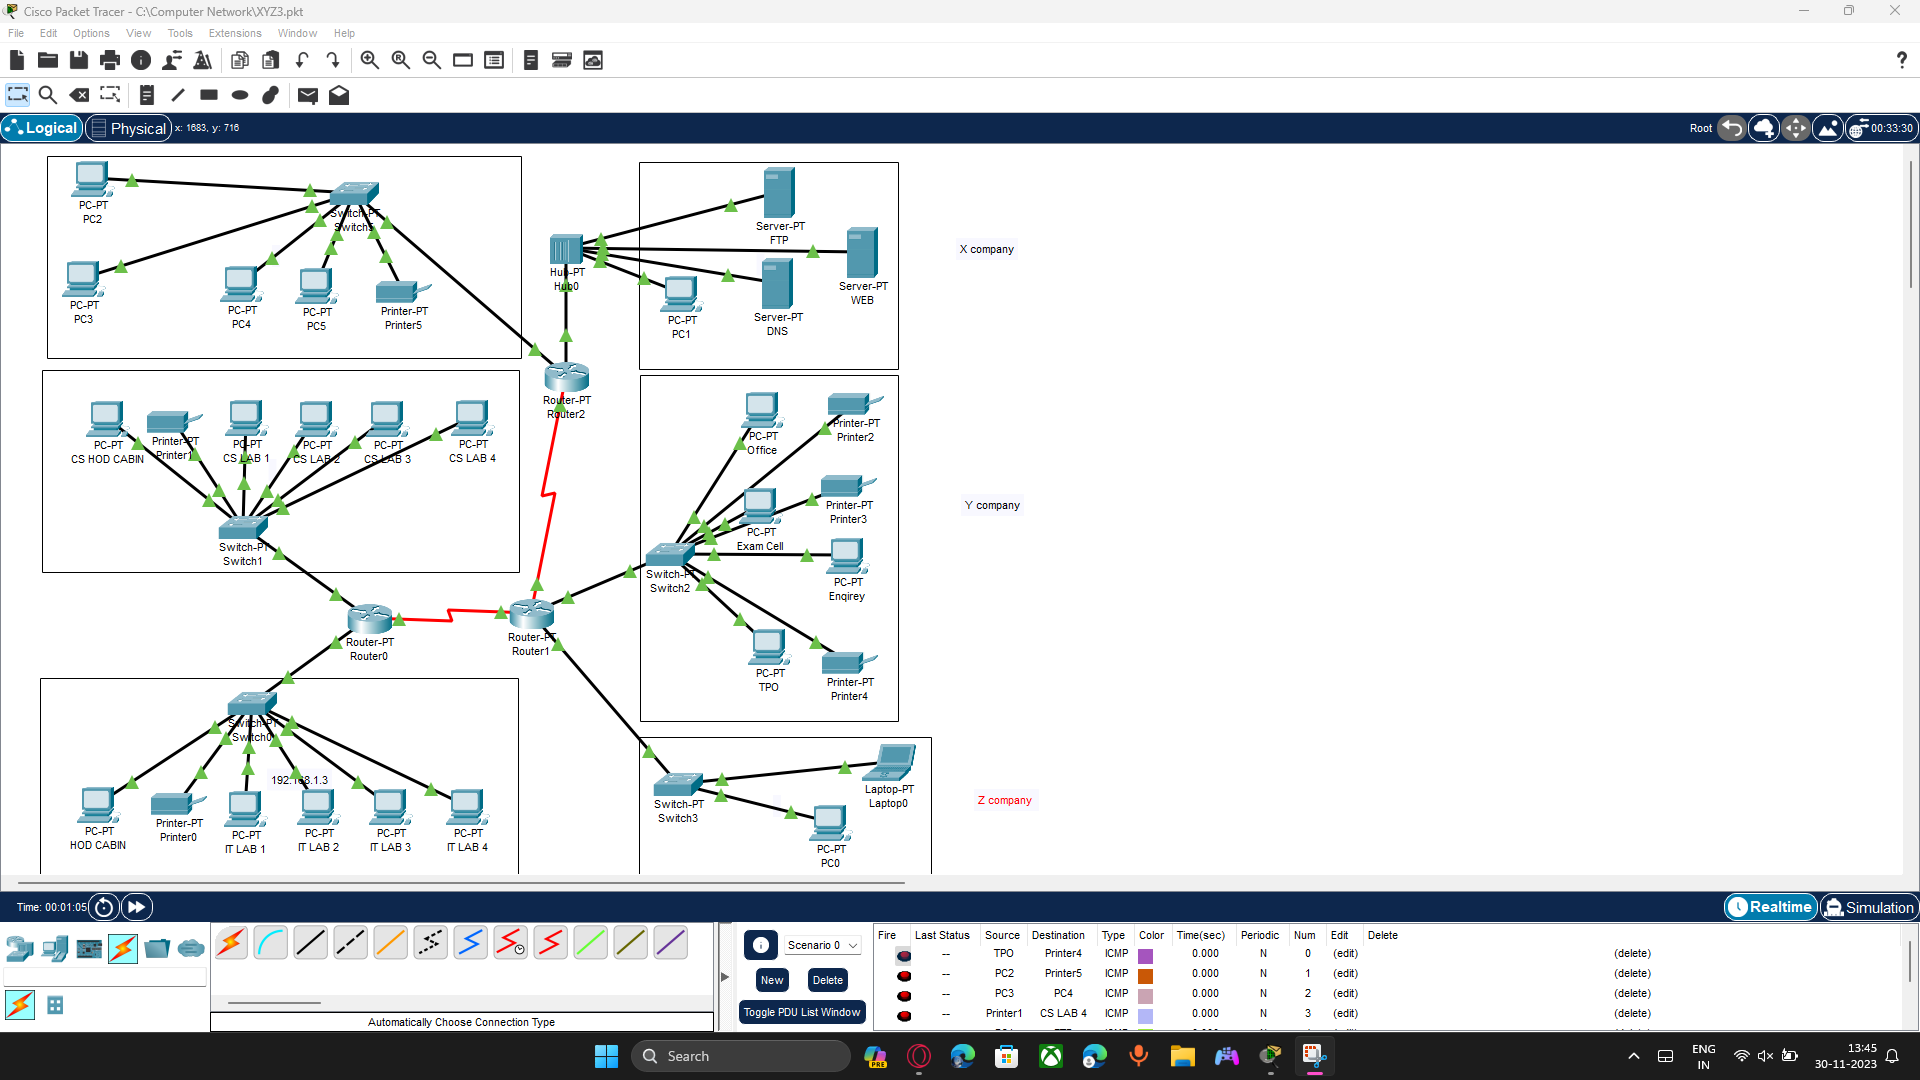 Cisco Packet Tracer - C:\Computer Network\XYZ3.pkt
File Edit Options View Tools Extensions Window Help
Logical Physical x: 1683, y: 716 Root 00:33:30
PC-PT
PC2
Switch-PT
Switch5
PC-PT
PC3
PC-PT
PC4
PC-PT
PC5
Printer-PT
Printer5
Hub-PT
Hub0
Server-PT
FTP
Server-PT
WEB
Server-PT
DNS
PC-PT
PC1
X company
Router-PT
Router2
PC-PT
CS HOD CABIN
Printer-PT
Printer1
PC-PT
CS LAB 1
PC-PT
CS LAB 2
PC-PT
CS LAB 3
PC-PT
CS LAB 4
Switch-PT
Switch1
PC-PT
Office
Printer-PT
Printer2
Printer-PT
Printer3
PC-PT
Exam Cell
Switch-PT
Switch2
PC-PT
Enqirey
PC-PT
TPO
Printer-PT
Printer4
Y company
Router-PT
Router0
Router-PT
Router1
Switch-PT
Switch0
192.168.1.3
PC-PT
HOD CABIN
Printer-PT
Printer0
PC-PT
IT LAB 1
PC-PT
IT LAB 2
PC-PT
IT LAB 3
PC-PT
IT LAB 4
Switch-PT
Switch3
Laptop-PT
Laptop0
PC-PT
PC0
Z company
Time: 00:01:05 Realtime Simulation
Automatically Choose Connection Type
Scenario 0
New Delete
Toggle PDU List Window
Fire Last Status Source Destination Type Color Time(sec) Periodic Num Edit Delete
-- TPO Printer4 ICMP 0.000 N 0 (edit) (delete)
-- PC2 Printer5 ICMP 0.000 N 1 (edit) (delete)
-- PC3 PC4 ICMP 0.000 N 2 (edit) (delete)
-- Printer1 CS LAB 4 ICMP 0.000 N 3 (edit) (delete)
Search
PRE
ENG
IN
13:45
30-11-2023